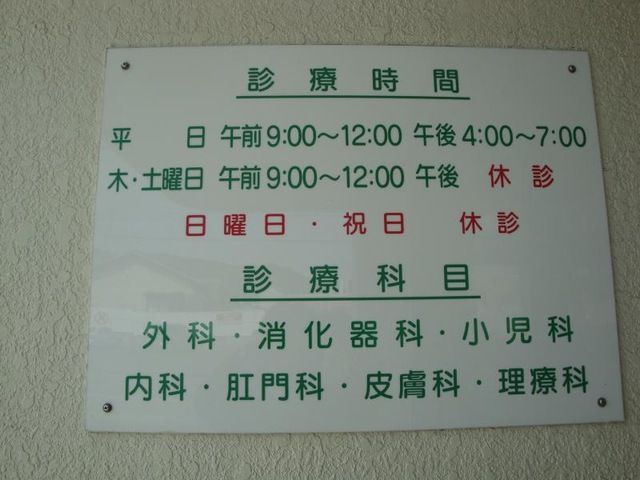 診療時間
平 日 午前 9:00～12:00 午後 4:00～7:00
木・土曜日 午前 9:00～12:00 午後 休診
日曜日・祝日 休診
診療科目
外科・消化器科・小児科
内科・肛門科・皮膚科・理療科